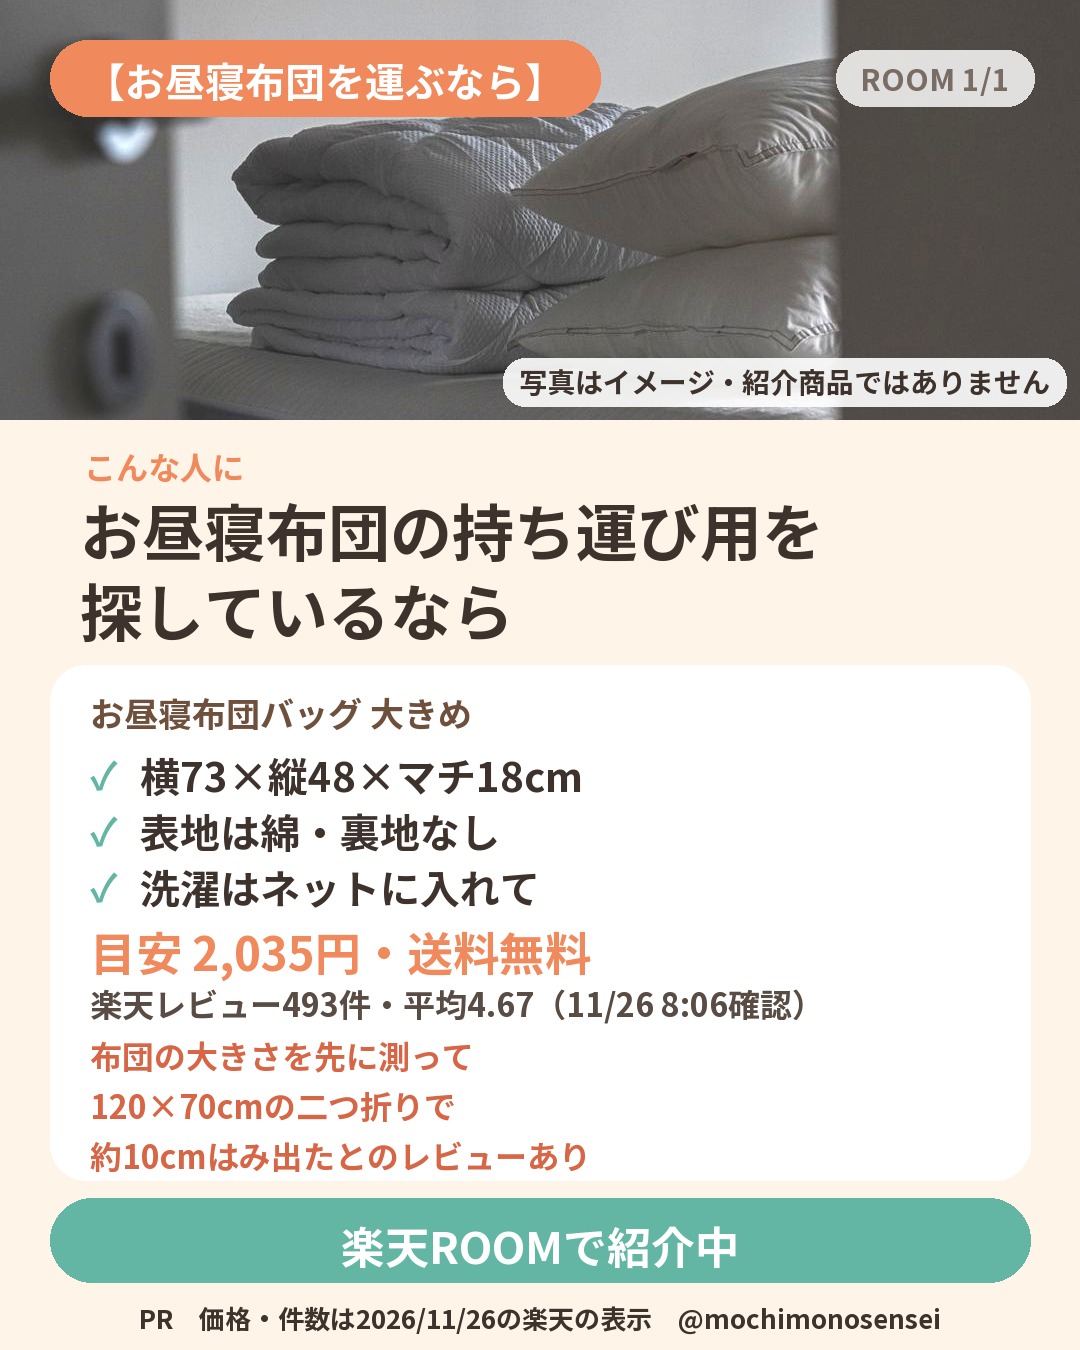 【お昼寝布団を運ぶなら】
ROOM 1/1
写真はイメージ・紹介商品ではありません
こんな人に
お昼寝布団の持ち運び用を
探しているなら
お昼寝布団バッグ 大きめ
✓ 横73×縦48×マチ18cm
✓ 表地は綿・裏地なし
✓ 洗濯はネットに入れて
目安 2,035円・送料無料
楽天レビュー493件・平均4.67（11/26 8:06確認）
布団の大きさを先に測って
120×70cmの二つ折りで
約10cmはみ出たとのレビューあり
楽天ROOMで紹介中
PR　価格・件数は2026/11/26の楽天の表示　@mochimonosensei